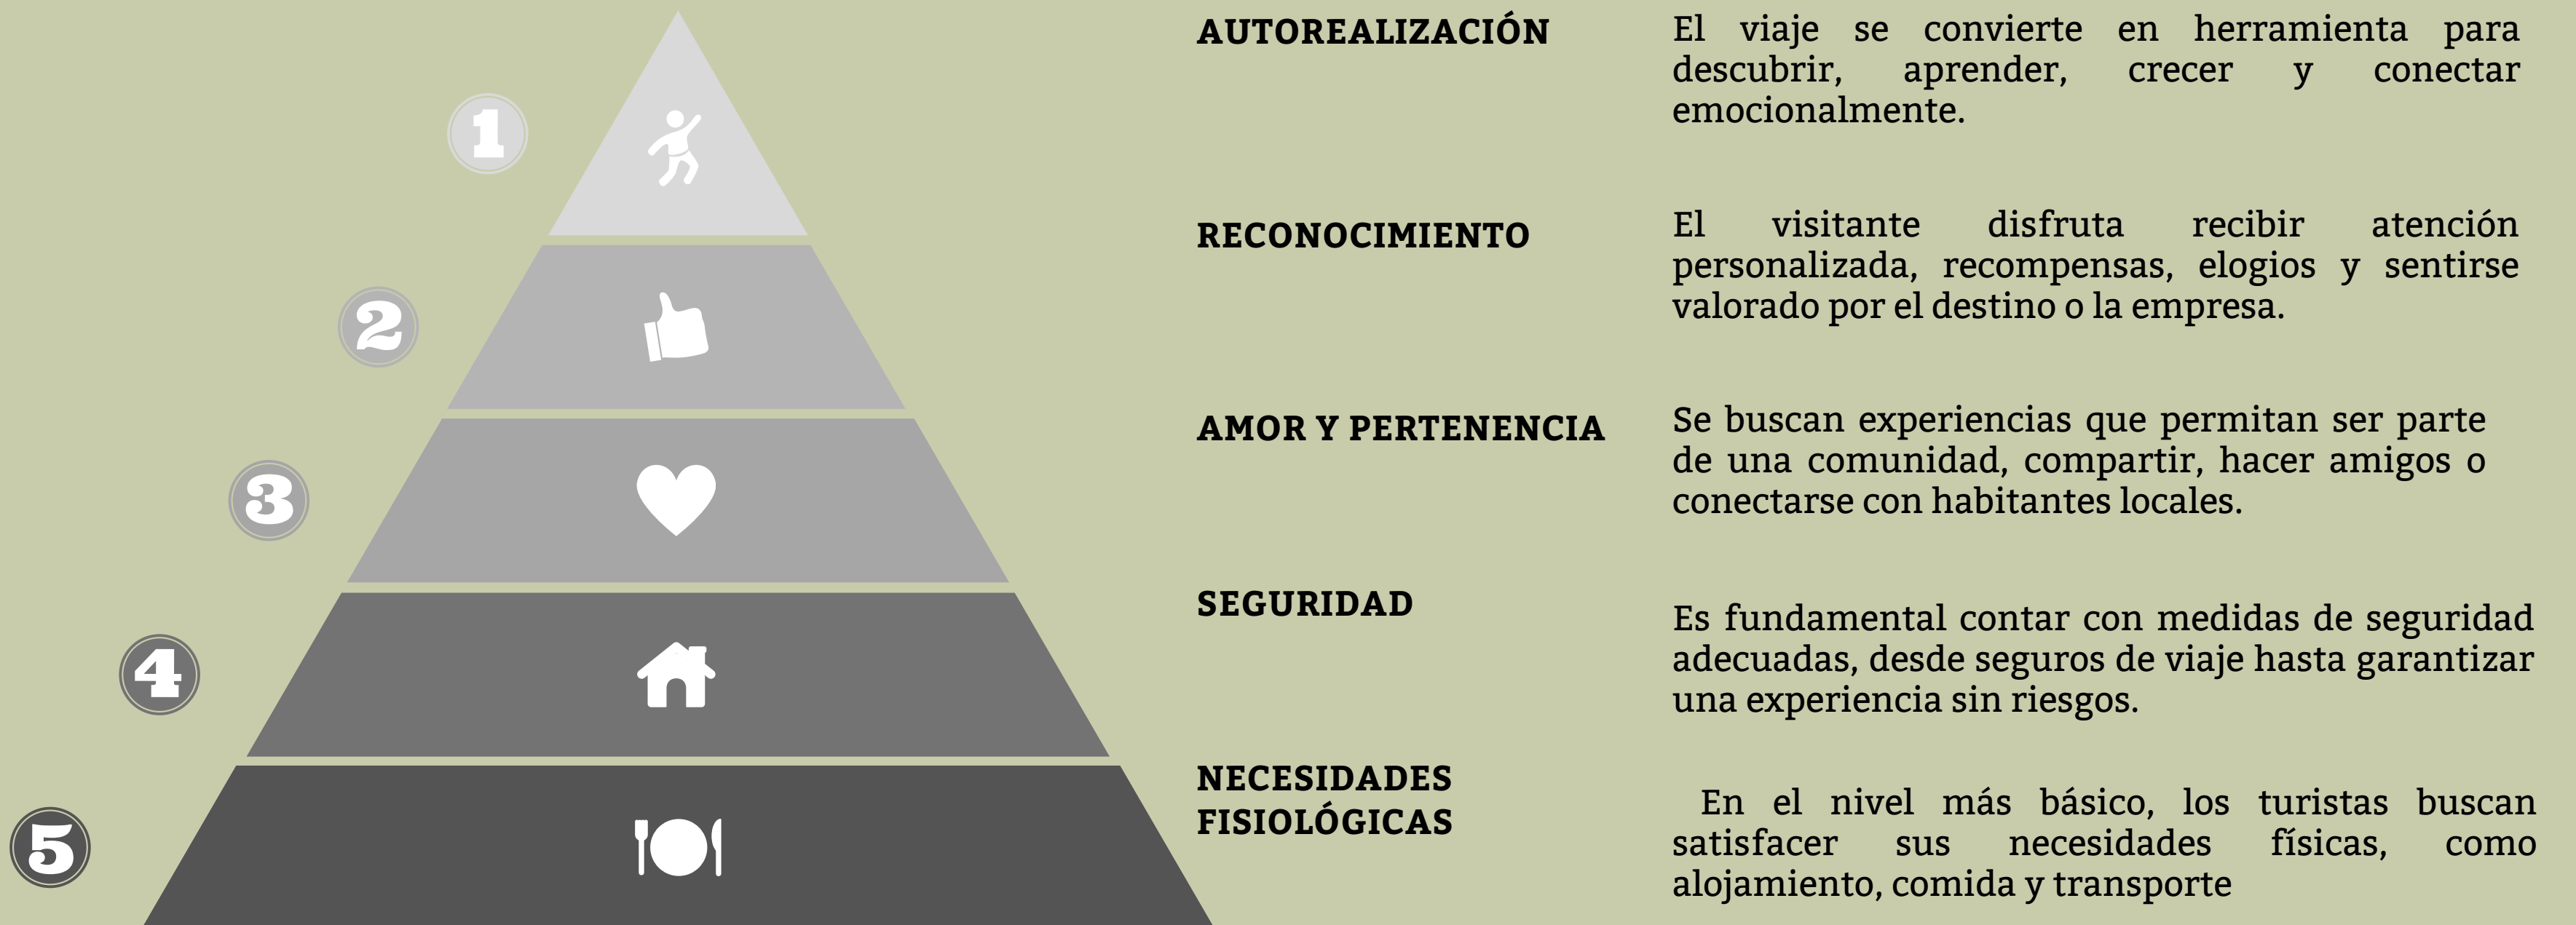 1
AUTOREALIZACIÓN
El viaje se convierte en herramienta para
descubrir, aprender, crecer y conectar
emocionalmente.
2
RECONOCIMIENTO
El visitante disfruta recibir atención
personalizada, recompensas, elogios y sentirse
valorado por el destino o la empresa.
3
AMOR Y PERTENENCIA
Se buscan experiencias que permitan ser parte
de una comunidad, compartir, hacer amigos o
conectarse con habitantes locales.
4
SEGURIDAD
Es fundamental contar con medidas de seguridad
adecuadas, desde seguros de viaje hasta garantizar
una experiencia sin riesgos.
5
NECESIDADES
FISIOLÓGICAS
En el nivel más básico, los turistas buscan
satisfacer sus necesidades físicas, como
alojamiento, comida y transporte